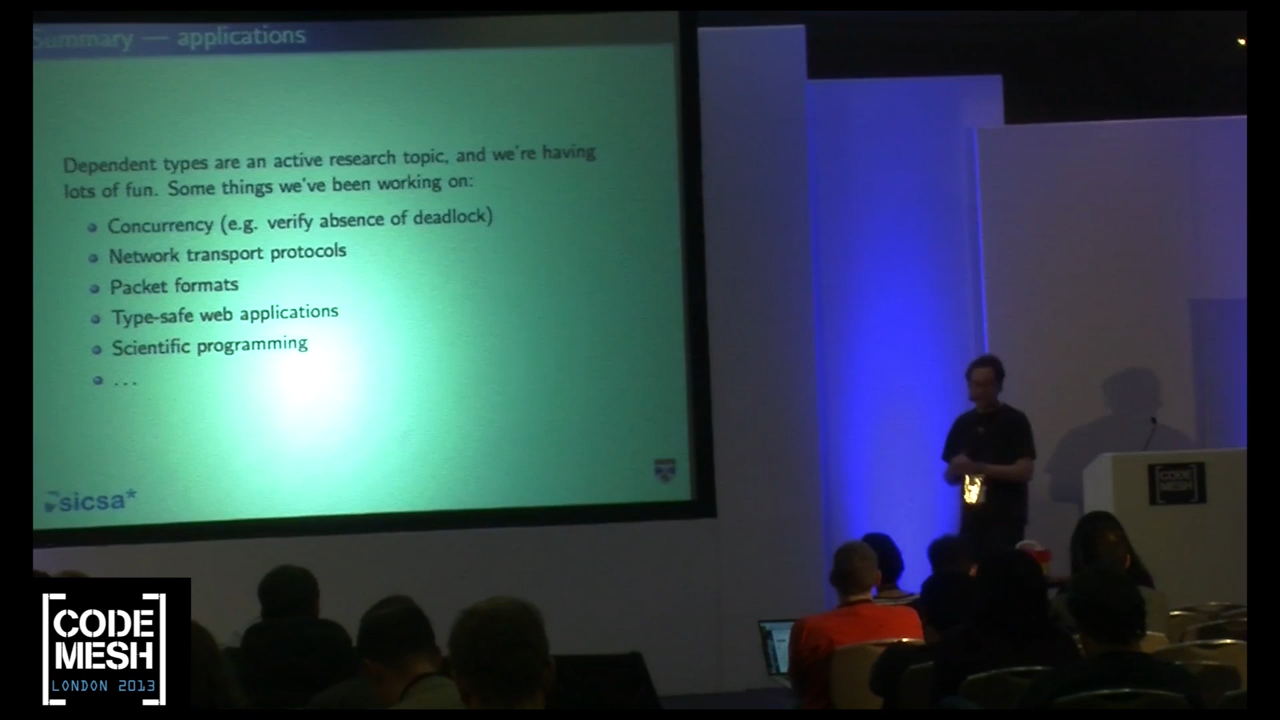 Summary — applications
Dependent types are an active research topic, and we're having
lots of fun. Some things we've been working on:
Concurrency (e.g. verify absence of deadlock)
Network transport protocols
Packet formats
Type-safe web applications
Scientific programming
...
sicsa*
CODE
MESH
CODE
MESH
LONDON 2013